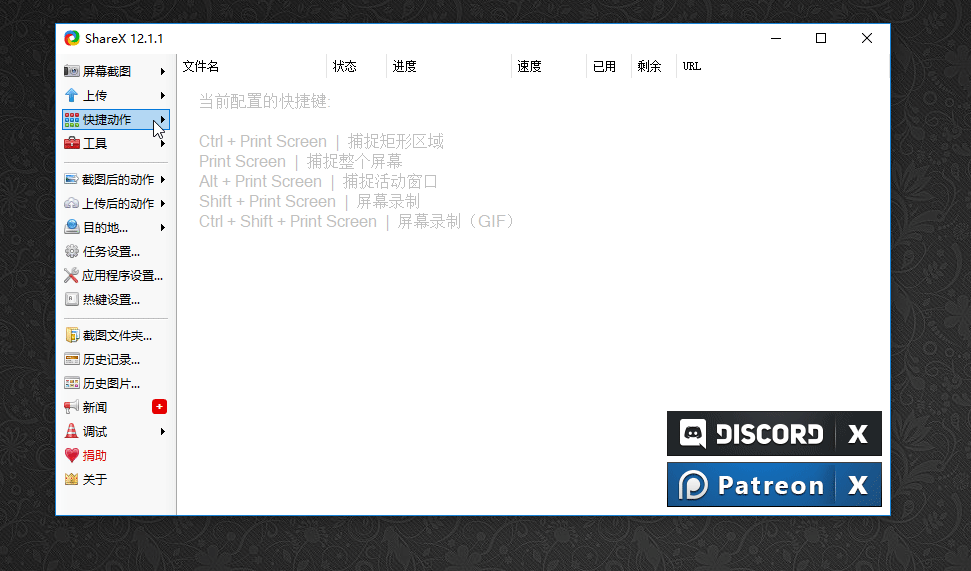 ShareX 12.1.1
屏幕截图
上传
快捷动作
工具
截图后的动作
上传后的动作
目的地...
任务设置...
应用程序设置...
热键设置...
截图文件夹...
历史记录...
历史图片...
新闻
调试
捐助
关于
文件名 状态 进度 速度 已用 剩余 URL
当前配置的快捷键:
Ctrl + Print Screen | 捕捉矩形区域
Print Screen | 捕捉整个屏幕
Alt + Print Screen | 捕捉活动窗口
Shift + Print Screen | 屏幕录制
Ctrl + Shift + Print Screen | 屏幕录制（GIF）
DISCORD X
Patreon X